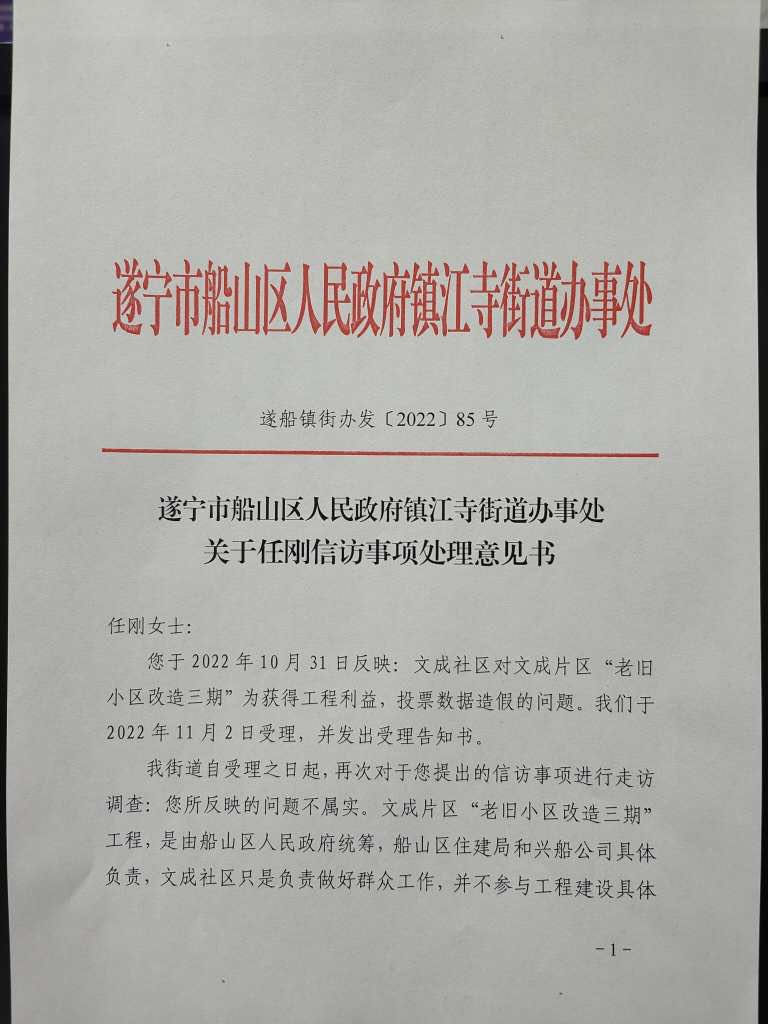 遂宁市船山区人民政府镇江寺街道办事处
遂船镇街办发〔2022〕85号
遂宁市船山区人民政府镇江寺街道办事处
关于任刚信访事项处理意见书
任刚女士：
您于2022年10月31日反映：文成社区对文成片区“老旧
小区改造三期”为获得工程利益，投票数据造假的问题。我们于
2022年11月2日受理，并发出受理告知书。
我街道自受理之日起，再次对于您提出的信访事项进行走访
调查：您所反映的问题不属实。文成片区“老旧小区改造三期”
工程，是由船山区人民政府统筹，船山区住建局和兴船公司具体
负责，文成社区只是负责做好群众工作，并不参与工程建设具体
-1-